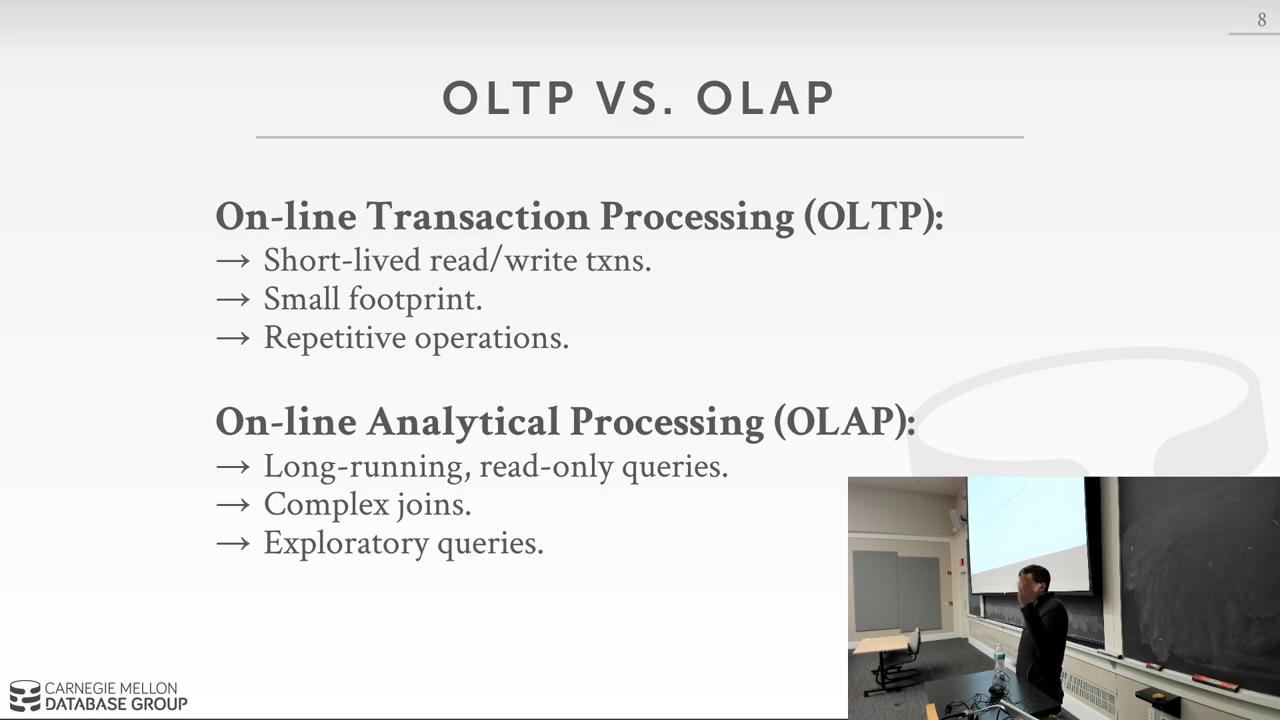 8
OLTP VS. OLAP
On-line Transaction Processing (OLTP):
→ Short-lived read/write txns.
→ Small footprint.
→ Repetitive operations.
On-line Analytical Processing (OLAP):
→ Long-running, read-only queries.
→ Complex joins.
→ Exploratory queries.
CARNEGIE MELLON
DATABASE GROUP